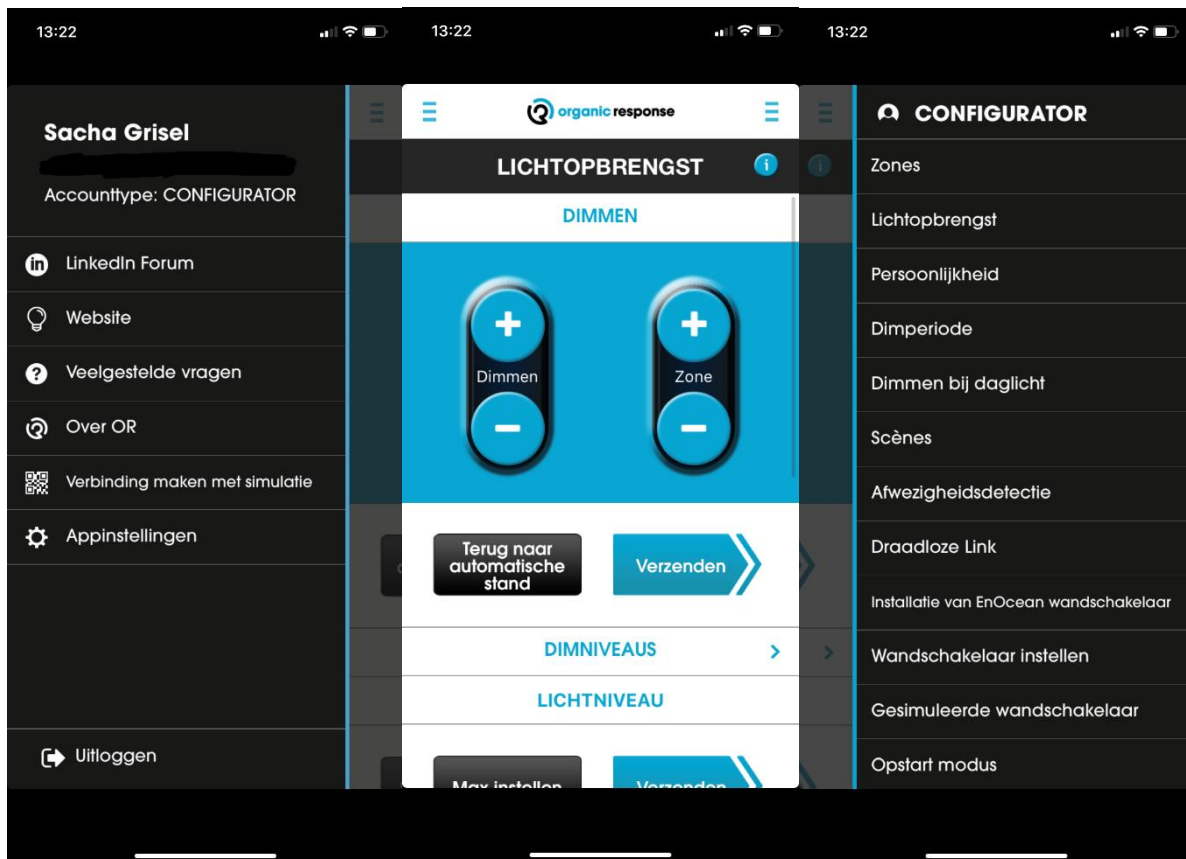 13:22
Sacha Grisel
Accounttype: CONFIGURATOR
LinkedIn Forum
Website
Veelgestelde vragen
Over OR
Verbinding maken met simulatie
Appinstellingen
Uitloggen
13:22
organic response
LICHTOPBRENGST
DIMMEN
Dimmen
Zone
Terug naar
automatische
stand
Verzenden
DIMNIVEAUS
LICHTNIVEAU
Max instellen
Verzenden
13:22
CONFIGURATOR
Zones
Lichtopbrengst
Persoonlijkheid
Dimperiode
Dimmen bij daglicht
Scènes
Afwezigheidsdetectie
Draadloze Link
Installatie van EnOcean wandschakelaar
Wandschakelaar instellen
Gesimuleerde wandschakelaar
Opstart modus